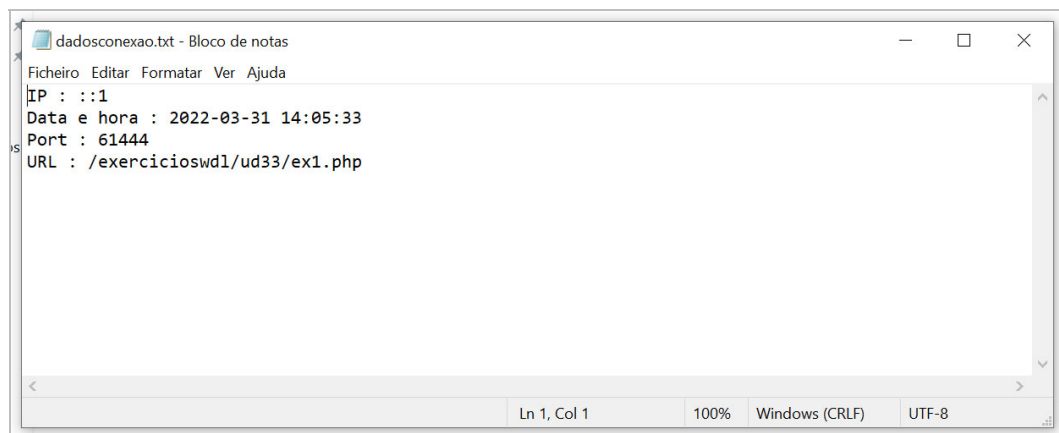 dadosconexao.txt - Bloco de notas
Ficheiro Editar Formatar Ver Ajuda
IP : ::1
Data e hora : 2022-03-31 14:05:33
Port : 61444
URL : /exercicioswdl/ud33/ex1.php
Ln 1, Col 1 100% Windows (CRLF) UTF-8